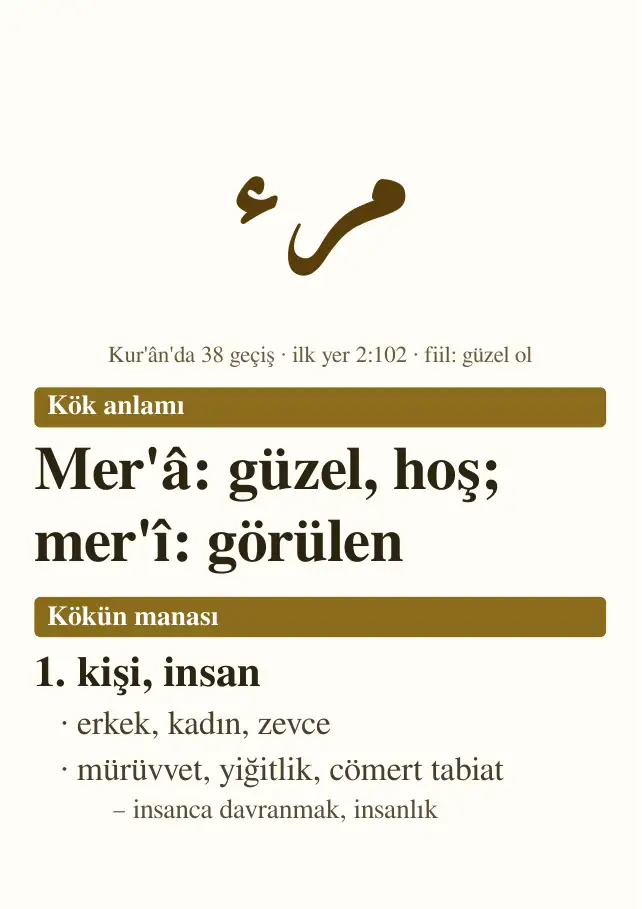 مرء
Kur'ân'da 38 geçiş · ilk yer 2:102 · fiil: güzel ol
Kök anlamı
Mer'â: güzel, hoş;
mer'î: görülen
Kökün manası
1. kişi, insan
· erkek, kadın, zevce
· mürüvvet, yiğitlik, cömert tabiat
– insanca davranmak, insanlık